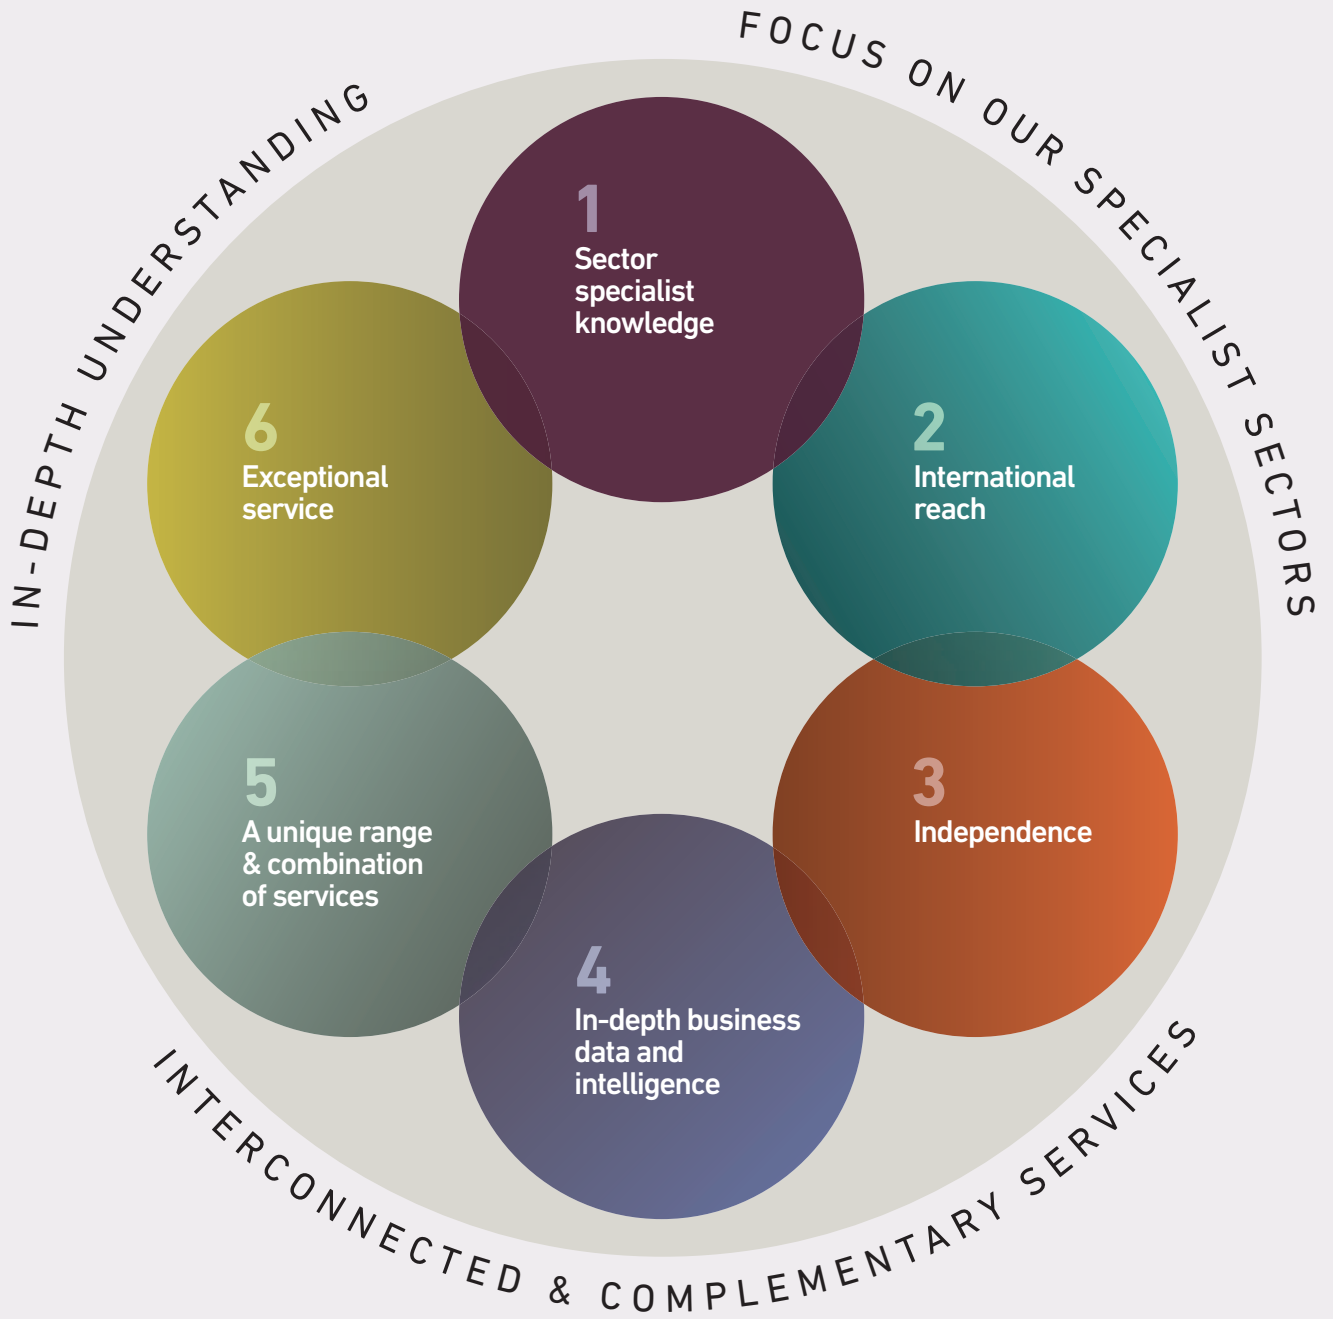 IN-DEPTH UNDERSTANDING
FOCUS ON OUR SPECIALIST SECTORS
1
Sector
specialist
knowledge
2
International
reach
3
Independence
4
In-depth business
data and
intelligence
5
A unique range
& combination
of services
6
Exceptional
service
INTERCONNECTED & COMPLEMENTARY SERVICES